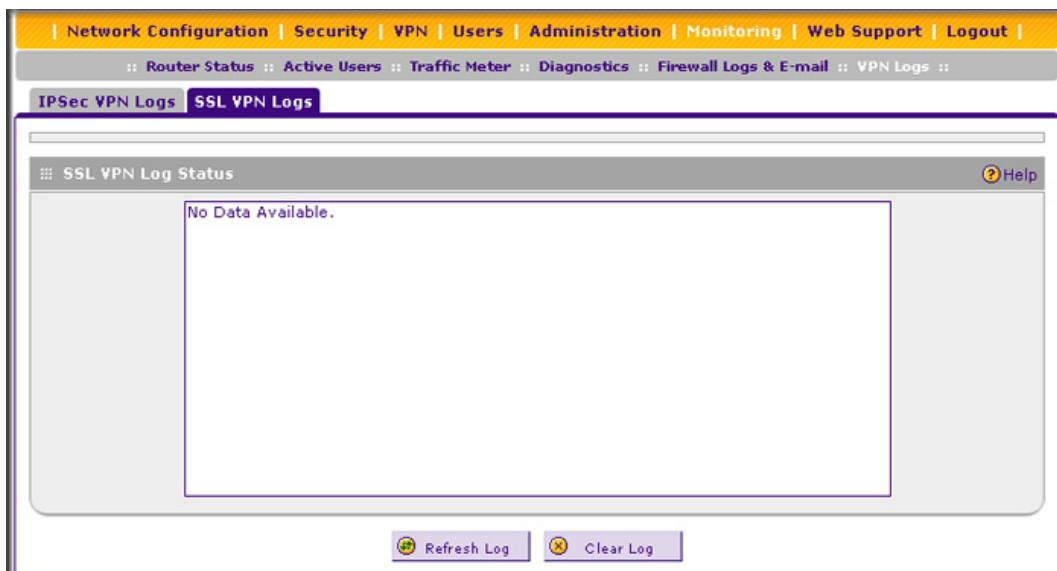 | Network Configuration | Security | VPN | Users | Administration | Monitoring | Web Support | Logout |
:: Router Status :: Active Users :: Traffic Meter :: Diagnostics :: Firewall Logs & E-mail :: VPN Logs ::
IPSec VPN Logs SSL VPN Logs
SSL VPN Log Status ? Help
No Data Available.
Refresh Log Clear Log